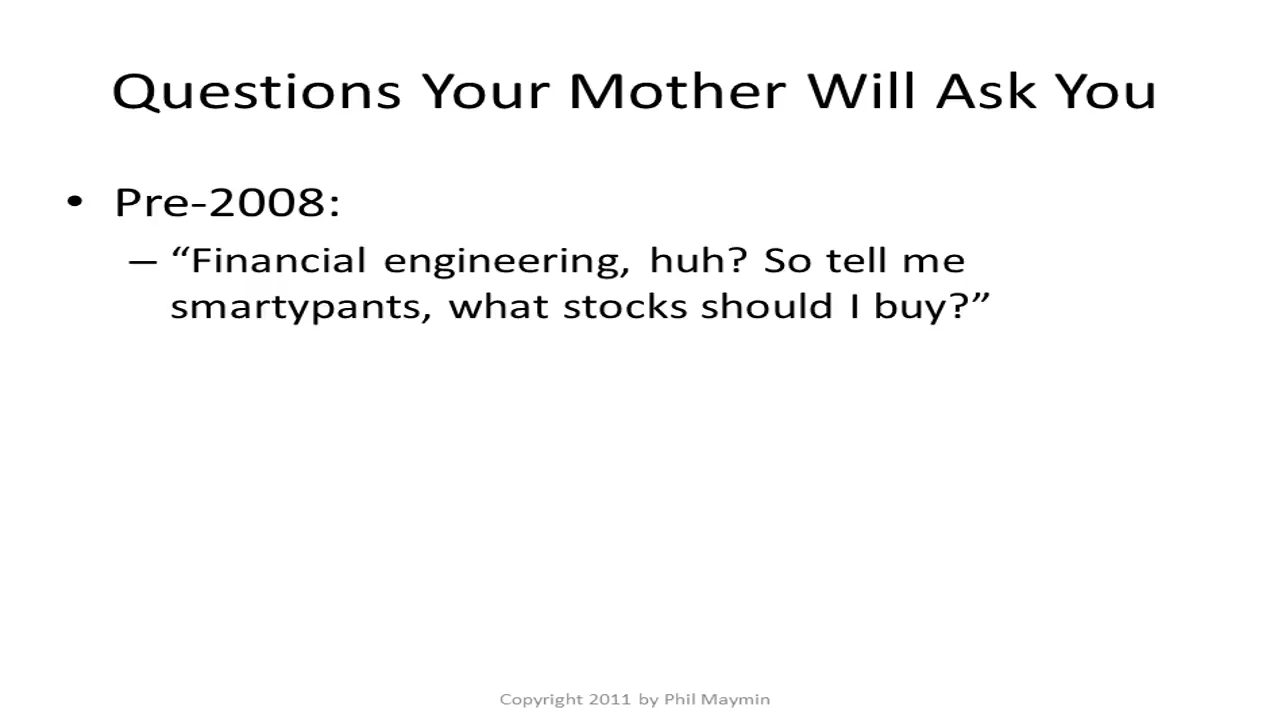 Questions Your Mother Will Ask You
• Pre-2008:
– “Financial engineering, huh? So tell me
smartypants, what stocks should I buy?”
Copyright 2011 by Phil Maymin